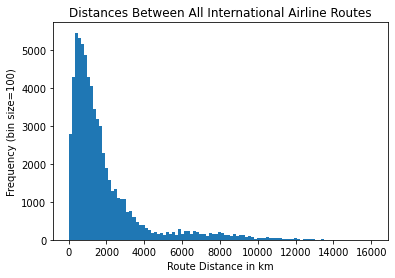 Distances Between All International Airline Routes
Frequency (bin size=100)
5000
4000
3000
2000
1000
0
0 2000 4000 6000 8000 10000 12000 14000 16000
Route Distance in km